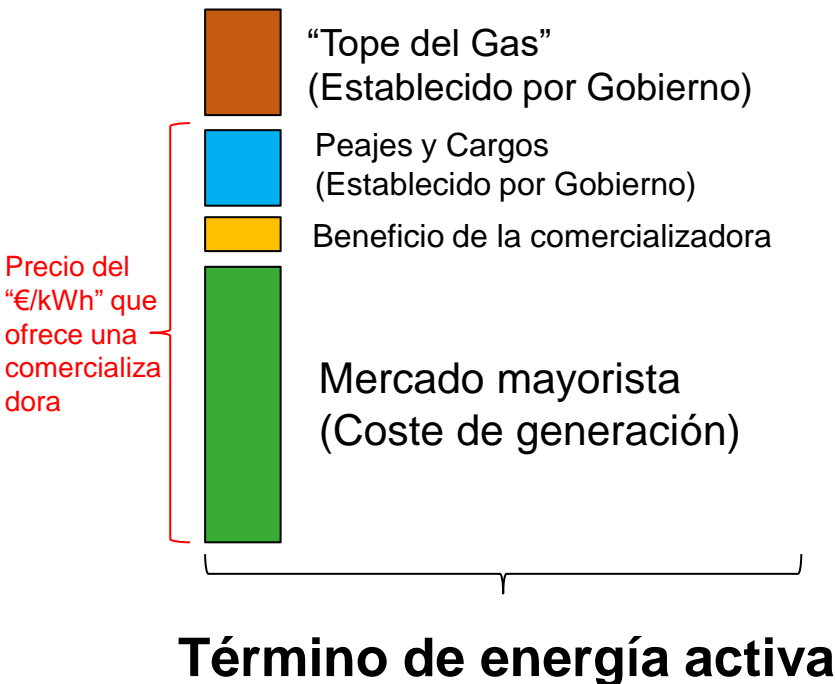 “Tope del Gas”
(Establecido por Gobierno)
Peajes y Cargos
(Establecido por Gobierno)
Beneficio de la comercializadora
Precio del
“€/kWh” que
ofrece una
comercializa
dora
Mercado mayorista
(Coste de generación)
Término de energía activa